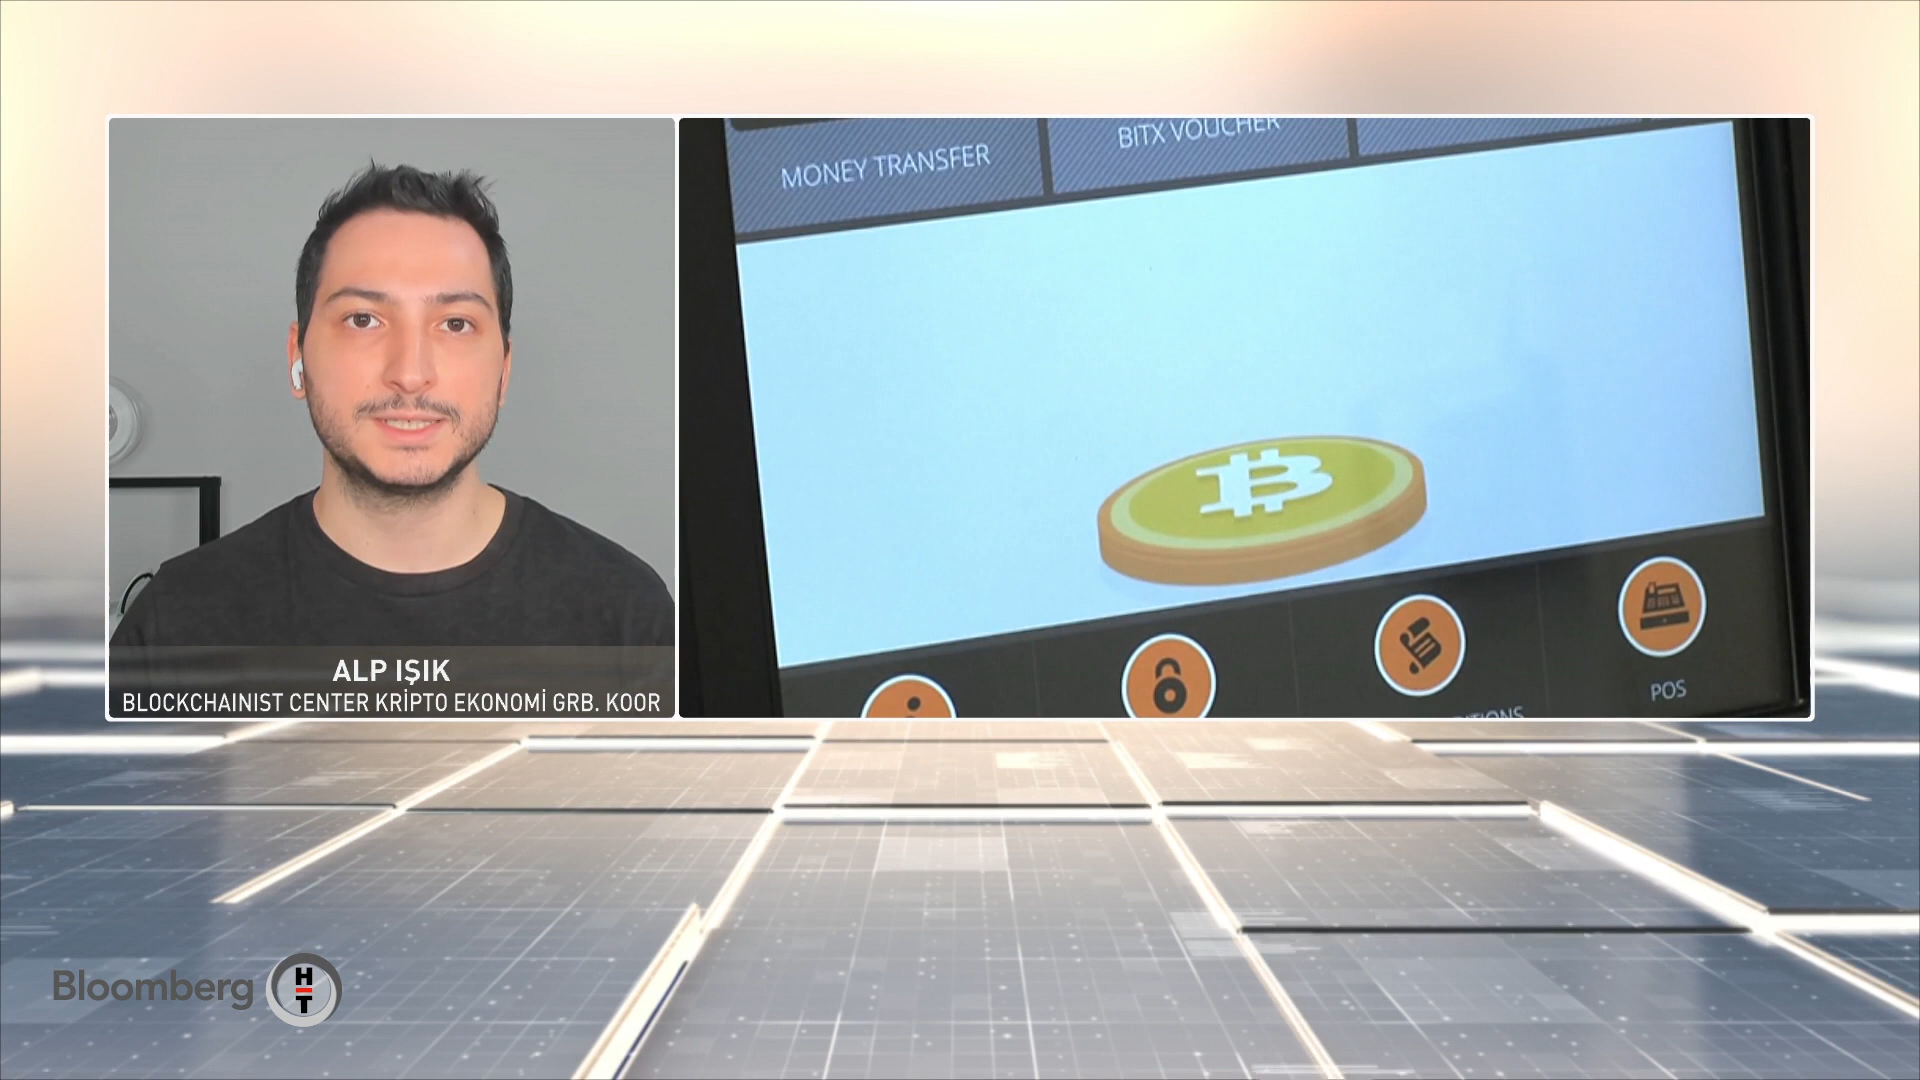 MONEY TRANSFER
BITX VOUCHER
POS
ALP IŞIK
BLOCKCHAINIST CENTER KRİPTO EKONOMİ GRB. KOOR
Bloomberg HT